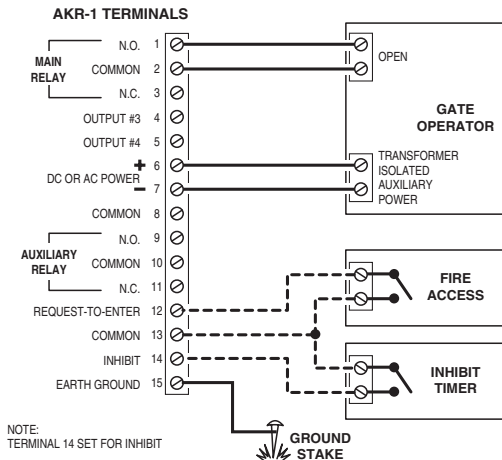 AKR-1 TERMINALS
MAIN
RELAY
N.O. 1
COMMON 2
N.C. 3
OUTPUT #3 4
OUTPUT #4 5
+ 6
DC OR AC POWER
– 7
COMMON 8
AUXILIARY
RELAY
N.O. 9
COMMON 10
N.C. 11
REQUEST-TO-ENTER 12
COMMON 13
INHIBIT 14
EARTH GROUND 15
OPEN
GATE
OPERATOR
TRANSFORMER
ISOLATED
AUXILIARY
POWER
FIRE
ACCESS
INHIBIT
TIMER
GROUND
STAKE
NOTE:
TERMINAL 14 SET FOR INHIBIT